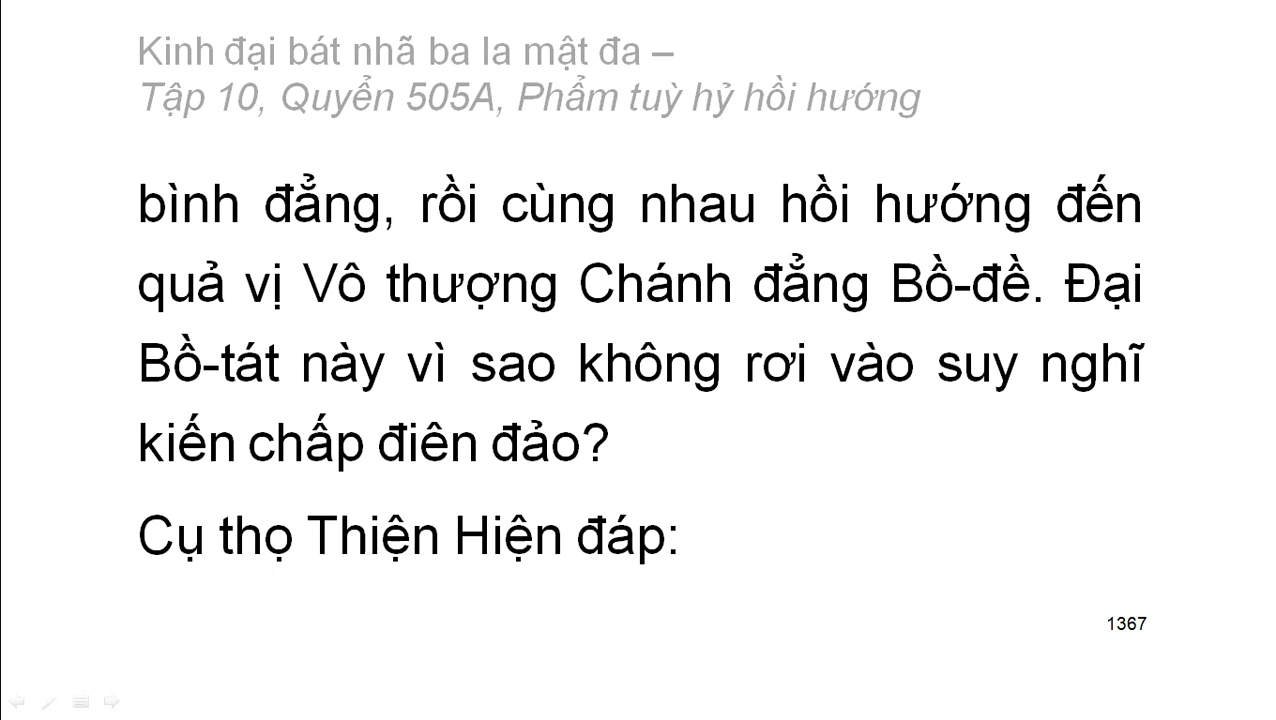 Kinh đại bát nhã ba la mật đa –
Tập 10, Quyển 505A, Phẩm tuỳ hỷ hồi hướng
bình đẳng, rồi cùng nhau hồi hướng đến
quả vị Vô thượng Chánh đẳng Bồ-đề. Đại
Bồ-tát này vì sao không rơi vào suy nghĩ
kiến chấp điên đảo?
Cụ thọ Thiện Hiện đáp:
1367